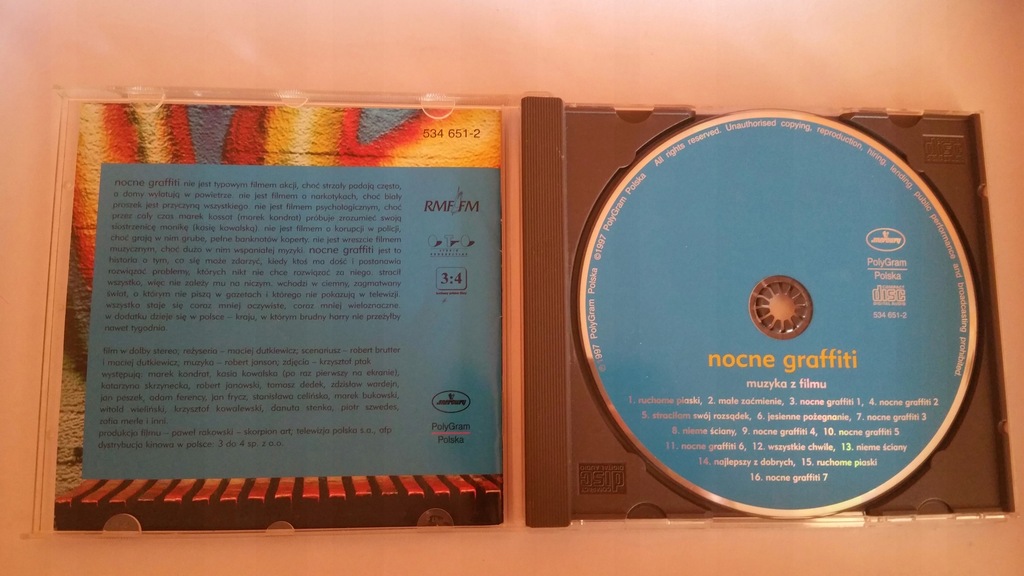 534 651-2
nocne graffiti nie jest typowym filmem akcji, choć strzały padają często,
a domy wylatują w powietrze. nie jest filmem o narkotykach, choć biały
proszek jest przyczyną wszystkiego. nie jest filmem psychologicznym, choć
przez cały czas marek kossot (marek kondrat) próbuje zrozumieć swoją
siostrzenicę monikę (kasię kowalską). nie jest filmem o korupcji w policji,
choć grają w nim grube, pełne banknotów koperty. nie jest wreszcie filmem
muzycznym, choć dużo w nim wspaniałej muzyki. nocne graffiti jest to
historia o tym, co się może zdarzyć, kiedy ktoś ma dość i postanawia
rozwiązać problemy, których nikt nie chce rozwiązać za niego. stracił
wszystko, więc nie zależy mu na niczym. wchodzi w ciemny, zagmatwany
świat, o którym nie piszą w gazetach i którego nie pokazują w telewizji.
wszystko staje się coraz mniej oczywiste, coraz mniej wieloznaczne.
w dodatku dzieje się w polsce – kraju, w którym brudny harry nie przeżyłby
nawet tygodnia.
film w dolby stereo; reżyseria – maciej dutkiewicz; scenariusz – robert brutter
i maciej dutkiewicz; muzyka – robert janson; zdjęcia – krzysztof ptak
występują: marek kondrat, kasia kowalska (po raz pierwszy na ekranie),
katarzyna skrzynecka, robert janowski, tomasz dedek, zdzisław wardejn,
jan peszek, adam ferency, jan frycz, stanisława celińska, marek bukowski,
witold wieliński, krzysztof kowalewski, danuta stenka, piotr szwedes,
zofia merle i inni.
produkcja filmu – paweł rakowski – skorpion art; telewizja polska s.a.,
dystrybucja kinowa w polsce: 3 do 4 sp. z o.o.
RMF FM
3:4
mercury
PolyGram
Polska
All rights reserved. Unauthorised copying, reproduction, hiring, lending, public performance and broadcasting prohibited.
℗ 1997 PolyGram Polska ©1997 PolyGram Polska
mercury
PolyGram
Polska
COMPACT
disc
DIGITAL AUDIO
534 651-2
nocne graffiti
muzyka z filmu
1. ruchome piaski, 2. małe zaćmienie, 3. nocne graffiti 1, 4. nocne graffiti 2
5. straciłam swój rozsądek, 6. jesienne pożegnanie, 7. nocne graffiti 3
8. nieme ściany, 9. nocne graffiti 4, 10. nocne graffiti 5
11. nocne graffiti 6, 12. wszystkie chwile, 13. nieme ściany
14. najlepszy z dobrych, 15. ruchome piaski
16. nocne graffiti 7
disc
disc